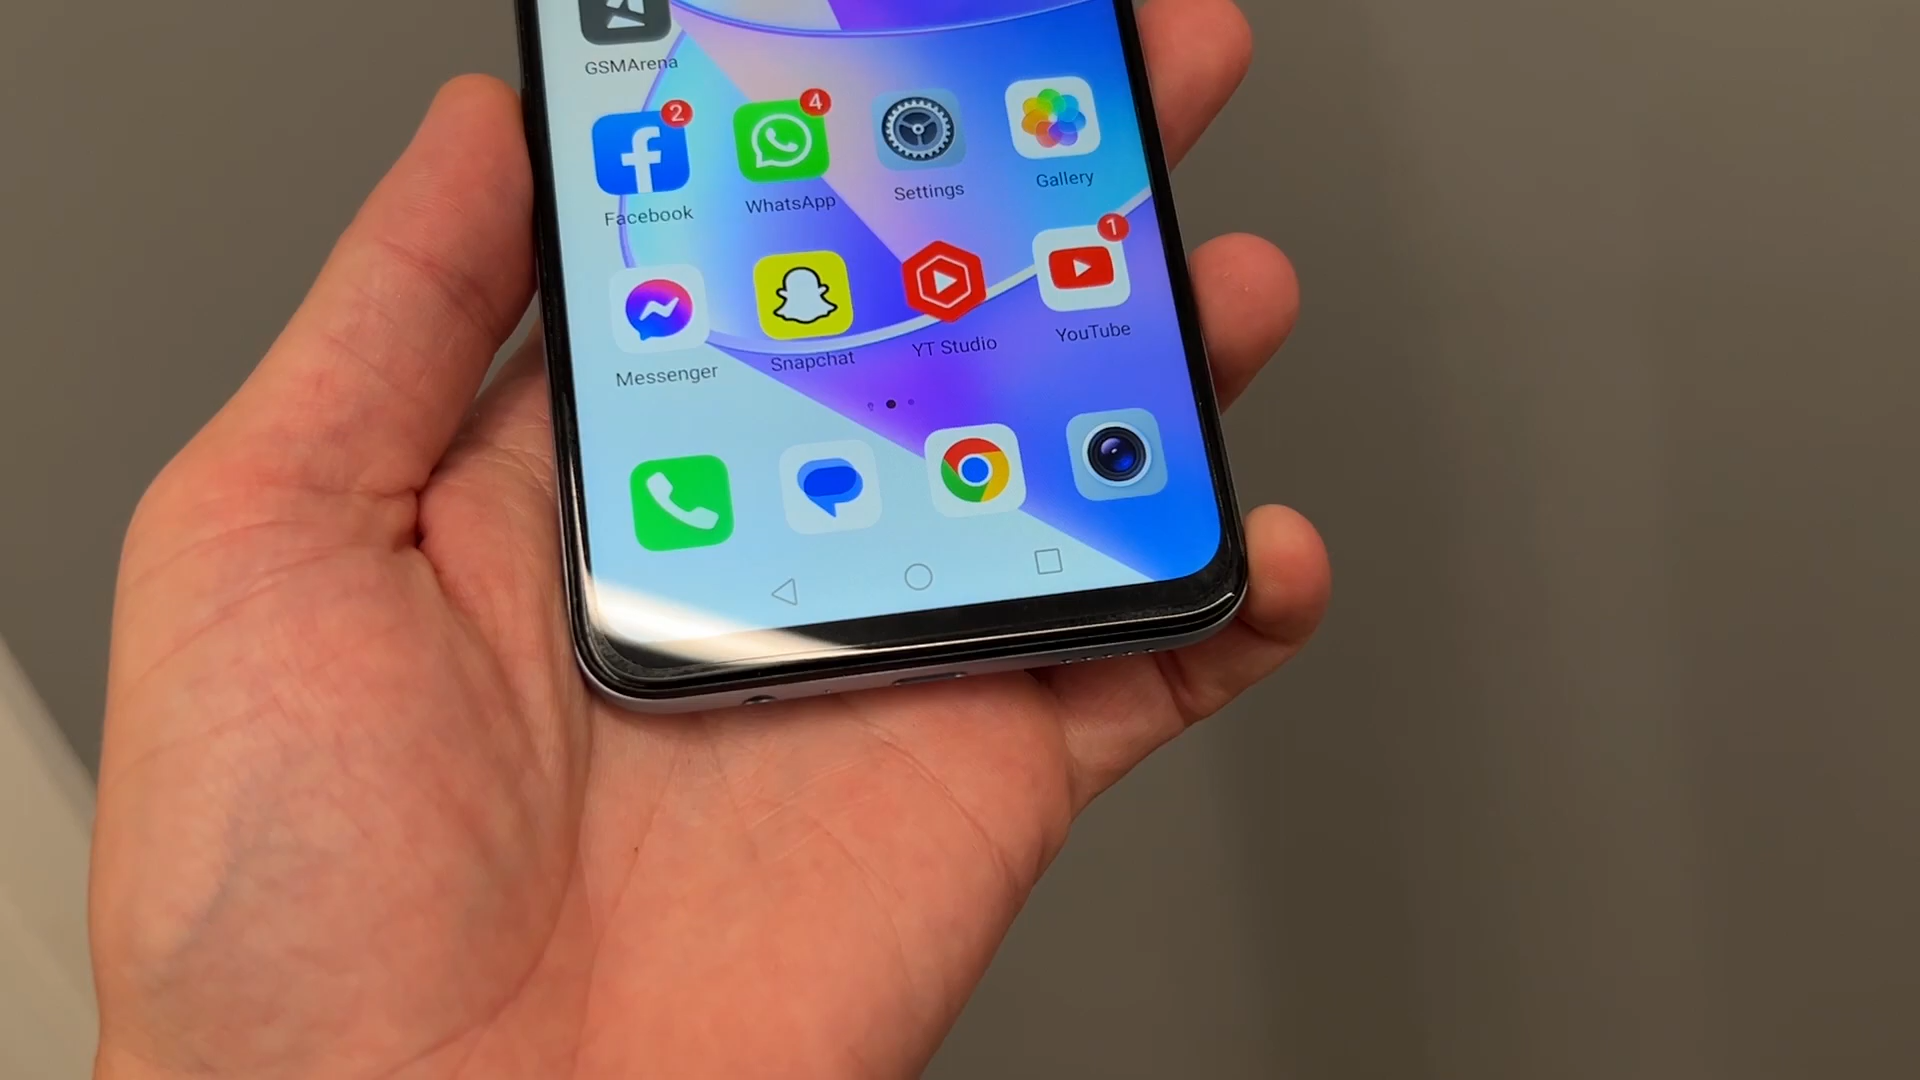 GSMArena
2
4
Facebook
WhatsApp
Settings
Gallery
1
Messenger
Snapchat
YT Studio
YouTube